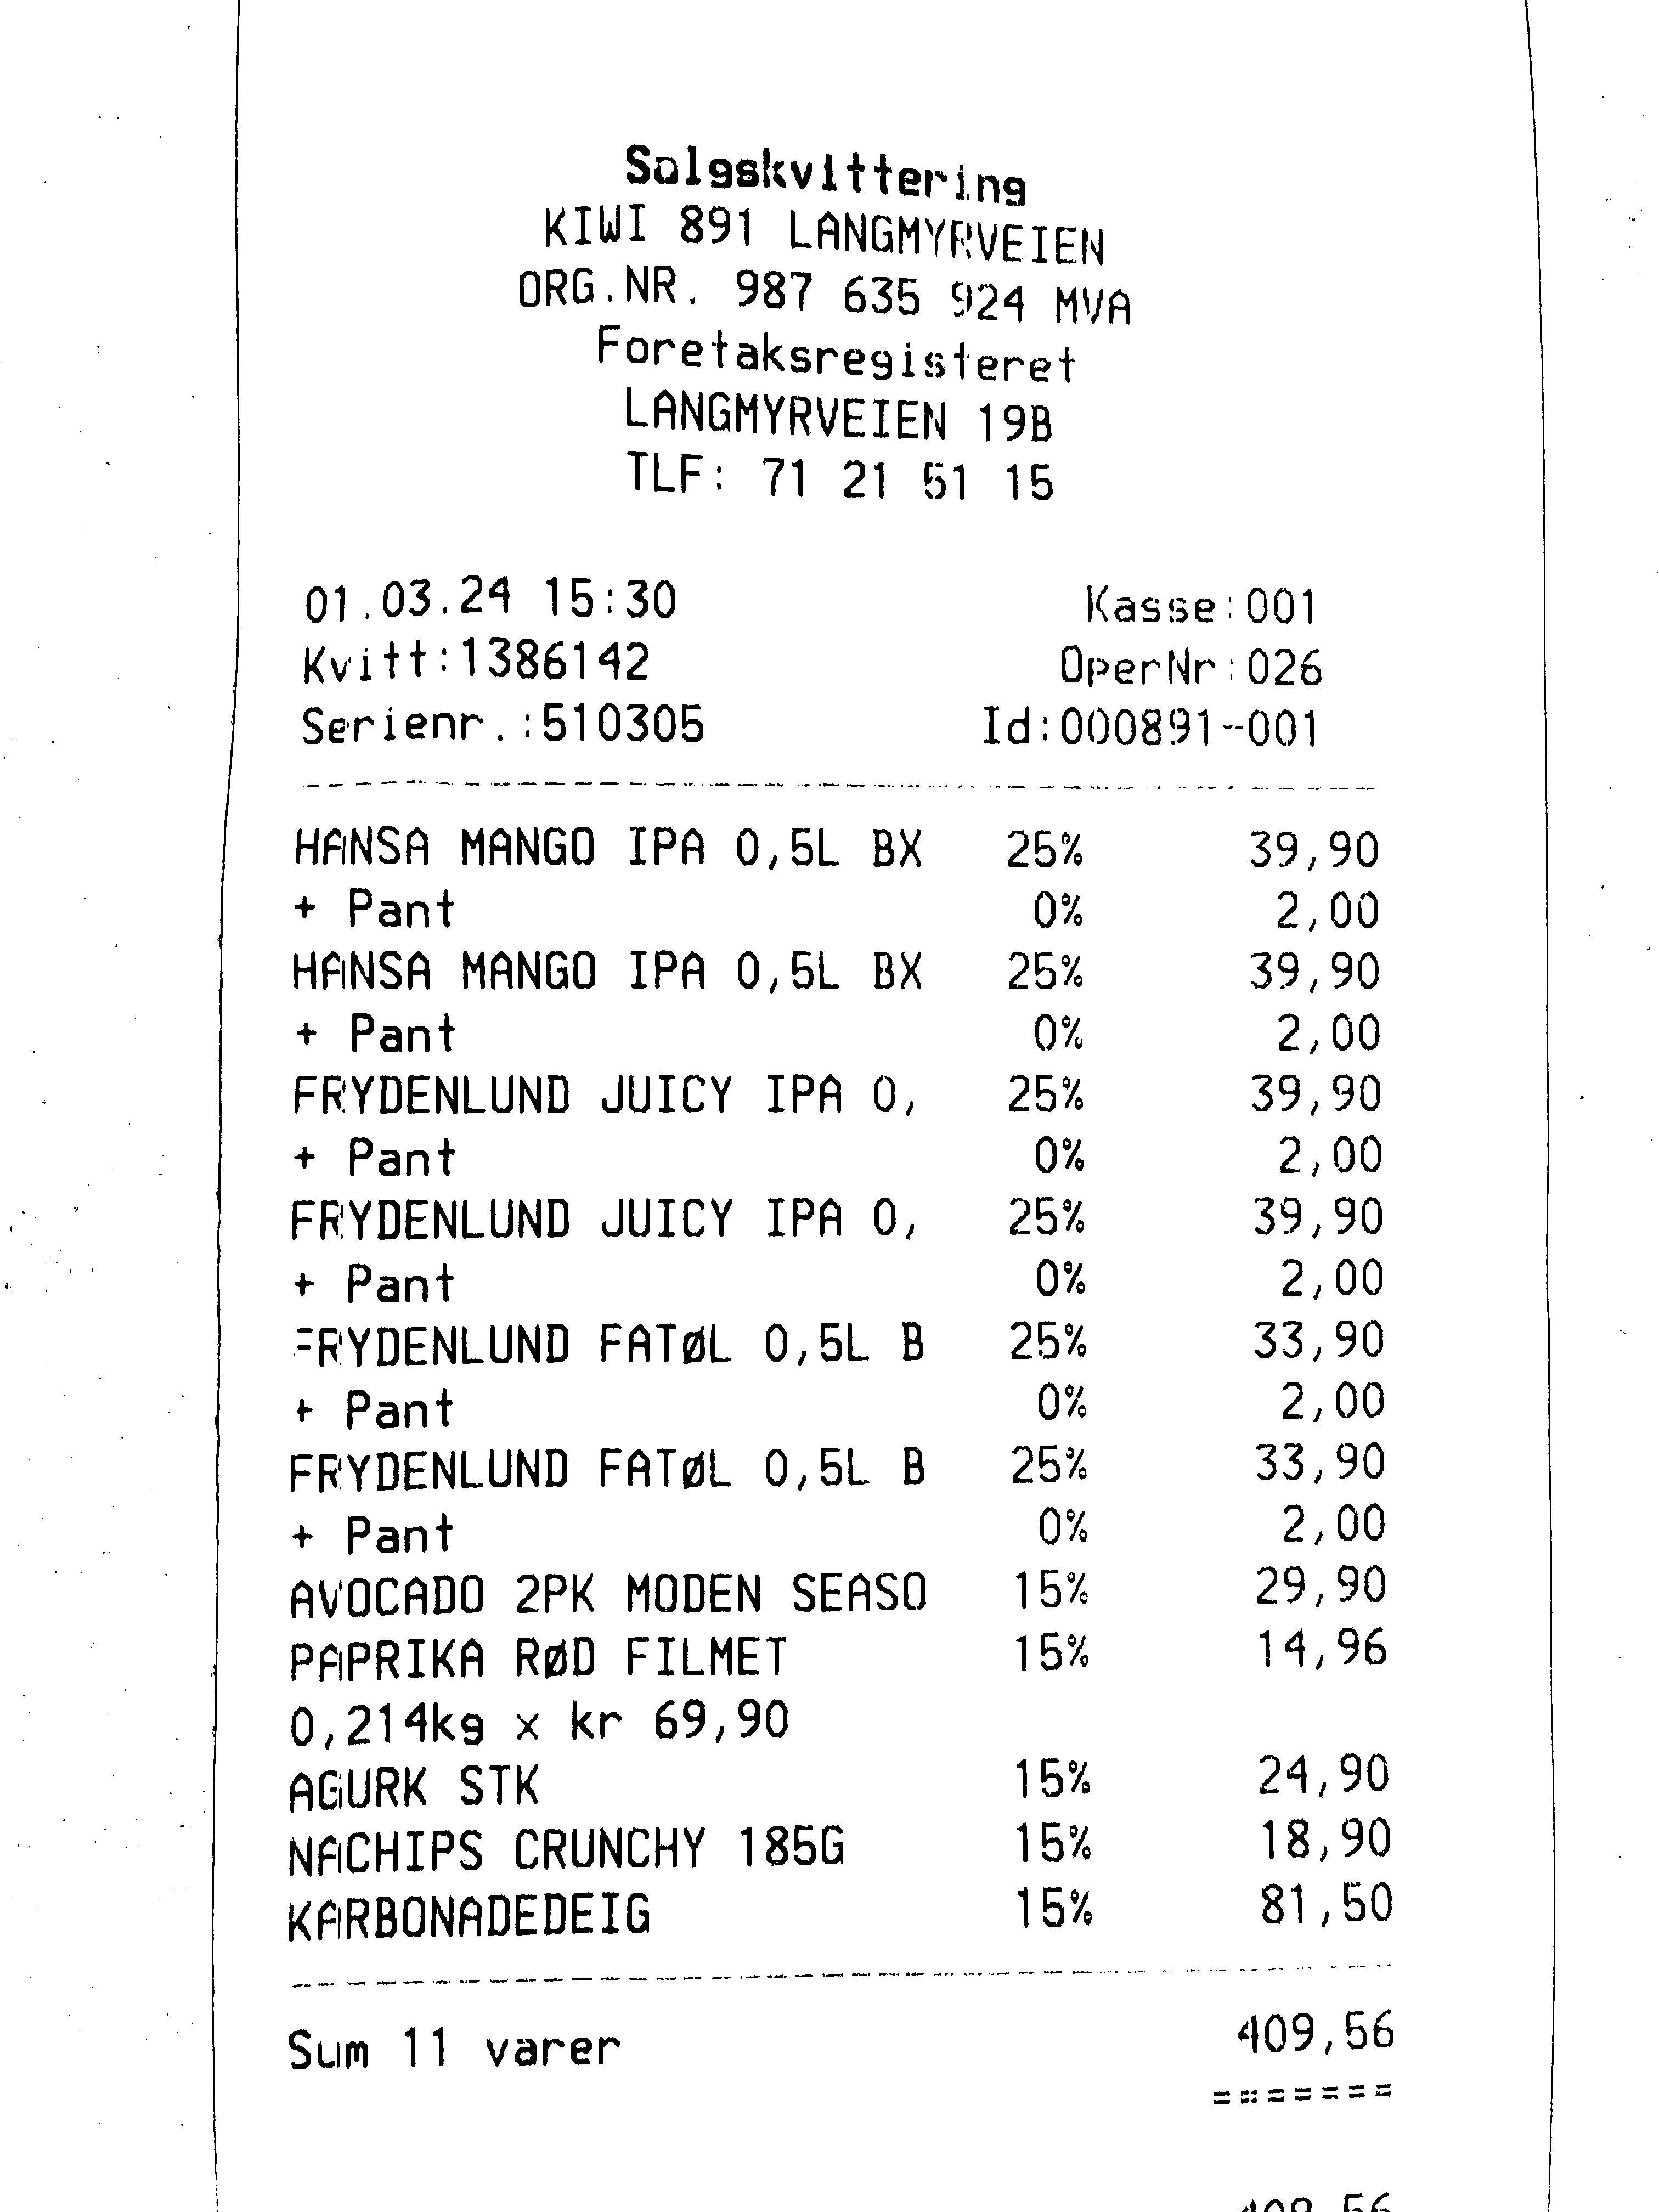 Salgskvittering
KIWI 891 LANGMYRVEIEN
ORG.NR. 987 635 924 MVA
Foretaksregisteret
LANGMYRVEIEN 19B
TLF: 71 21 51 15
01.03.24 15:30 Kasse:001
Kvitt:1386142 OperNr:026
Serienr.:510305 Id:000891-001
HANSA MANGO IPA 0,5L BX 25% 39,90
+ Pant 0% 2,00
HANSA MANGO IPA 0,5L BX 25% 39,90
+ Pant 0% 2,00
FRYDENLUND JUICY IPA 0, 25% 39,90
+ Pant 0% 2,00
FRYDENLUND JUICY IPA 0, 25% 39,90
+ Pant 0% 2,00
FRYDENLUND FATØL 0,5L B 25% 33,90
+ Pant 0% 2,00
FRYDENLUND FATØL 0,5L B 25% 33,90
+ Pant 0% 2,00
AVOCADO 2PK MODEN SEASO 15% 29,90
PAPRIKA RØD FILMET 15% 14,96
0,214kg x kr 69,90
AGURK STK 15% 24,90
NACHIPS CRUNCHY 185G 15% 18,90
KARBONADEDEIG 15% 81,50
Sum 11 varer 409,56
=======